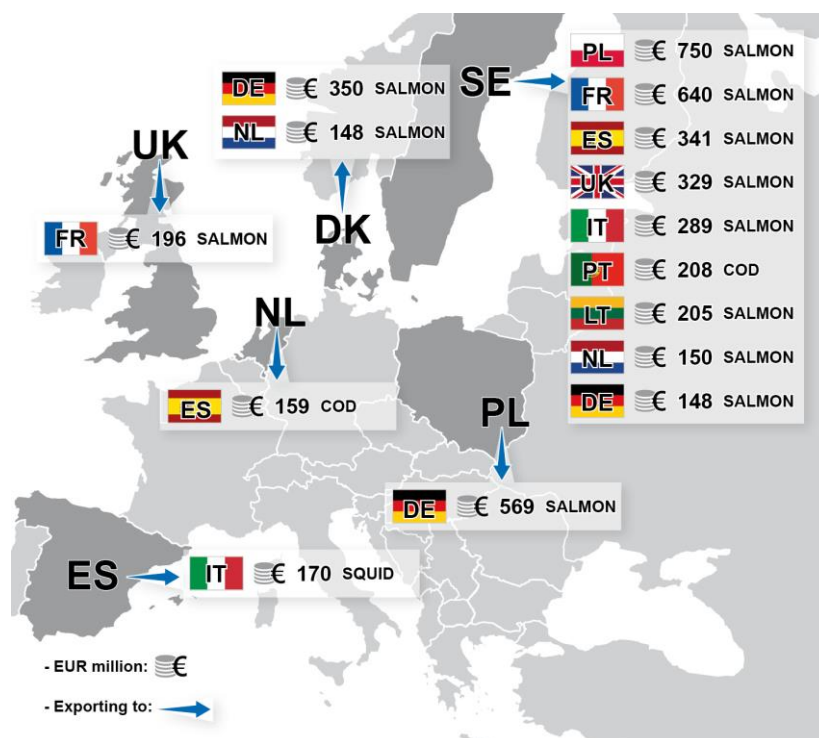 SE
PL 750 SALMON
FR 640 SALMON
ES 341 SALMON
UK 329 SALMON
IT 289 SALMON
PT 208 COD
LT 205 SALMON
NL 150 SALMON
DE 148 SALMON
DK
DE € 350 SALMON
NL € 148 SALMON
UK
FR € 196 SALMON
NL
ES € 159 COD
PL
DE € 569 SALMON
ES
IT € 170 SQUID
- EUR million: €
- Exporting to: